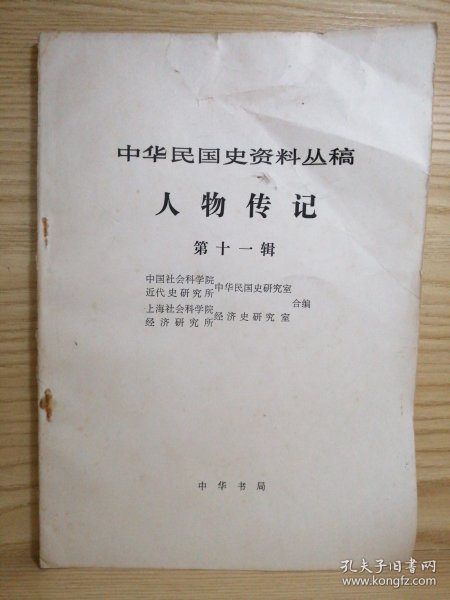 中华民国史资料丛稿
人物传记
第十一辑
中国社会科学院
近代史研究所 中华民国史研究室
上海社会科学院
经济研究所 经济史研究室
合编
中华书局
孔夫子旧书网
www.kongfz.com